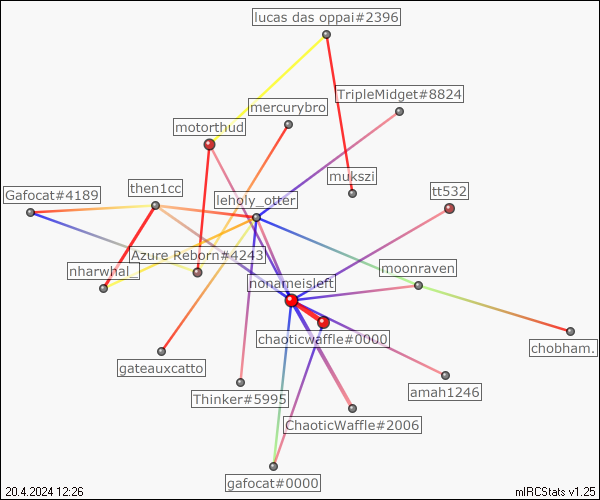 lucas das oppai#2396
TripleMidget#8824
mercurybro
motorthud
mukszi
then1cc
tt532
Gafocat#4189
leholy_otter
Azure Reborn#4243
moonraven
nharwhal_
nonameisleft
chaoticwaffle#0000
chobham.
gateauxcatto
amah1246
Thinker#5995
ChaoticWaffle#2006
gafocat#0000
20.4.2024 12:26
mIRCStats v1.25